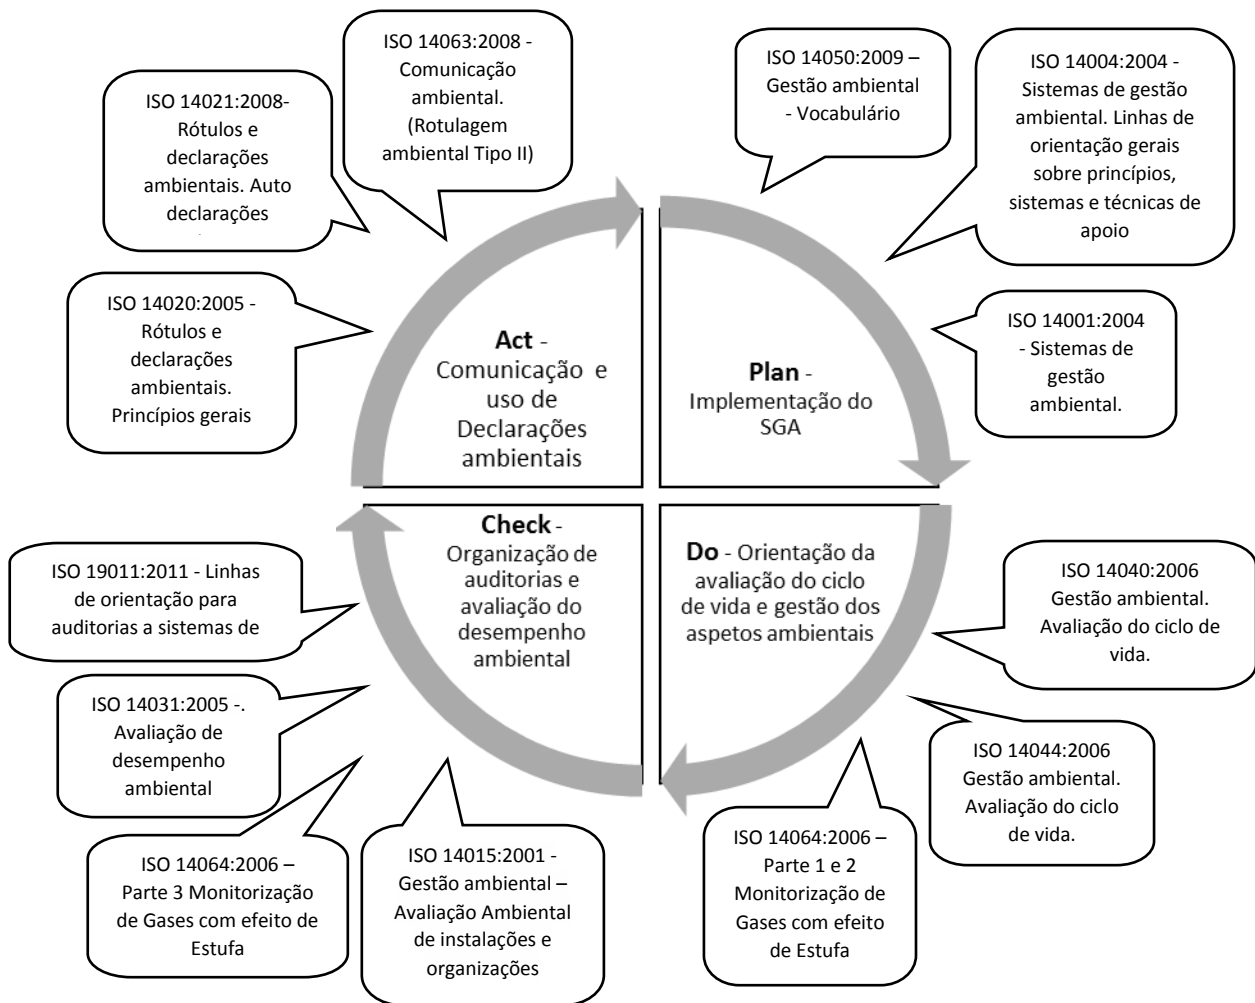 ISO 14063:2008 -
Comunicação
ambiental.
(Rotulagem
ambiental Tipo II)
ISO 14050:2009 –
Gestão ambiental
- Vocabulário
ISO 14004:2004 -
Sistemas de gestão
ambiental. Linhas de
orientação gerais
sobre princípios,
sistemas e técnicas de
apoio
ISO 14021:2008-
Rótulos e
declarações
ambientais. Auto
declarações
ISO 14020:2005 -
Rótulos e
declarações
ambientais.
Princípios gerais
ISO 14001:2004
- Sistemas de
gestão
ambiental.
Act -
Comunicação e
uso de
Declarações
ambientais
Plan -
Implementação do
SGA
Check -
Organização de
auditorias e
avaliação do
desempenho
ambiental
Do - Orientação da
avaliação do ciclo
de vida e gestão dos
aspetos ambientais
ISO 19011:2011 - Linhas
de orientação para
auditorias a sistemas de
ISO 14040:2006
Gestão ambiental.
Avaliação do ciclo de
vida.
ISO 14031:2005 -.
Avaliação de
desempenho
ambiental
ISO 14044:2006
Gestão ambiental.
Avaliação do ciclo
de vida.
ISO 14064:2006 –
Parte 3 Monitorização
de Gases com efeito de
Estufa
ISO 14015:2001 -
Gestão ambiental –
Avaliação Ambiental
de instalações e
organizações
ISO 14064:2006 –
Parte 1 e 2
Monitorização de
Gases com efeito
de Estufa